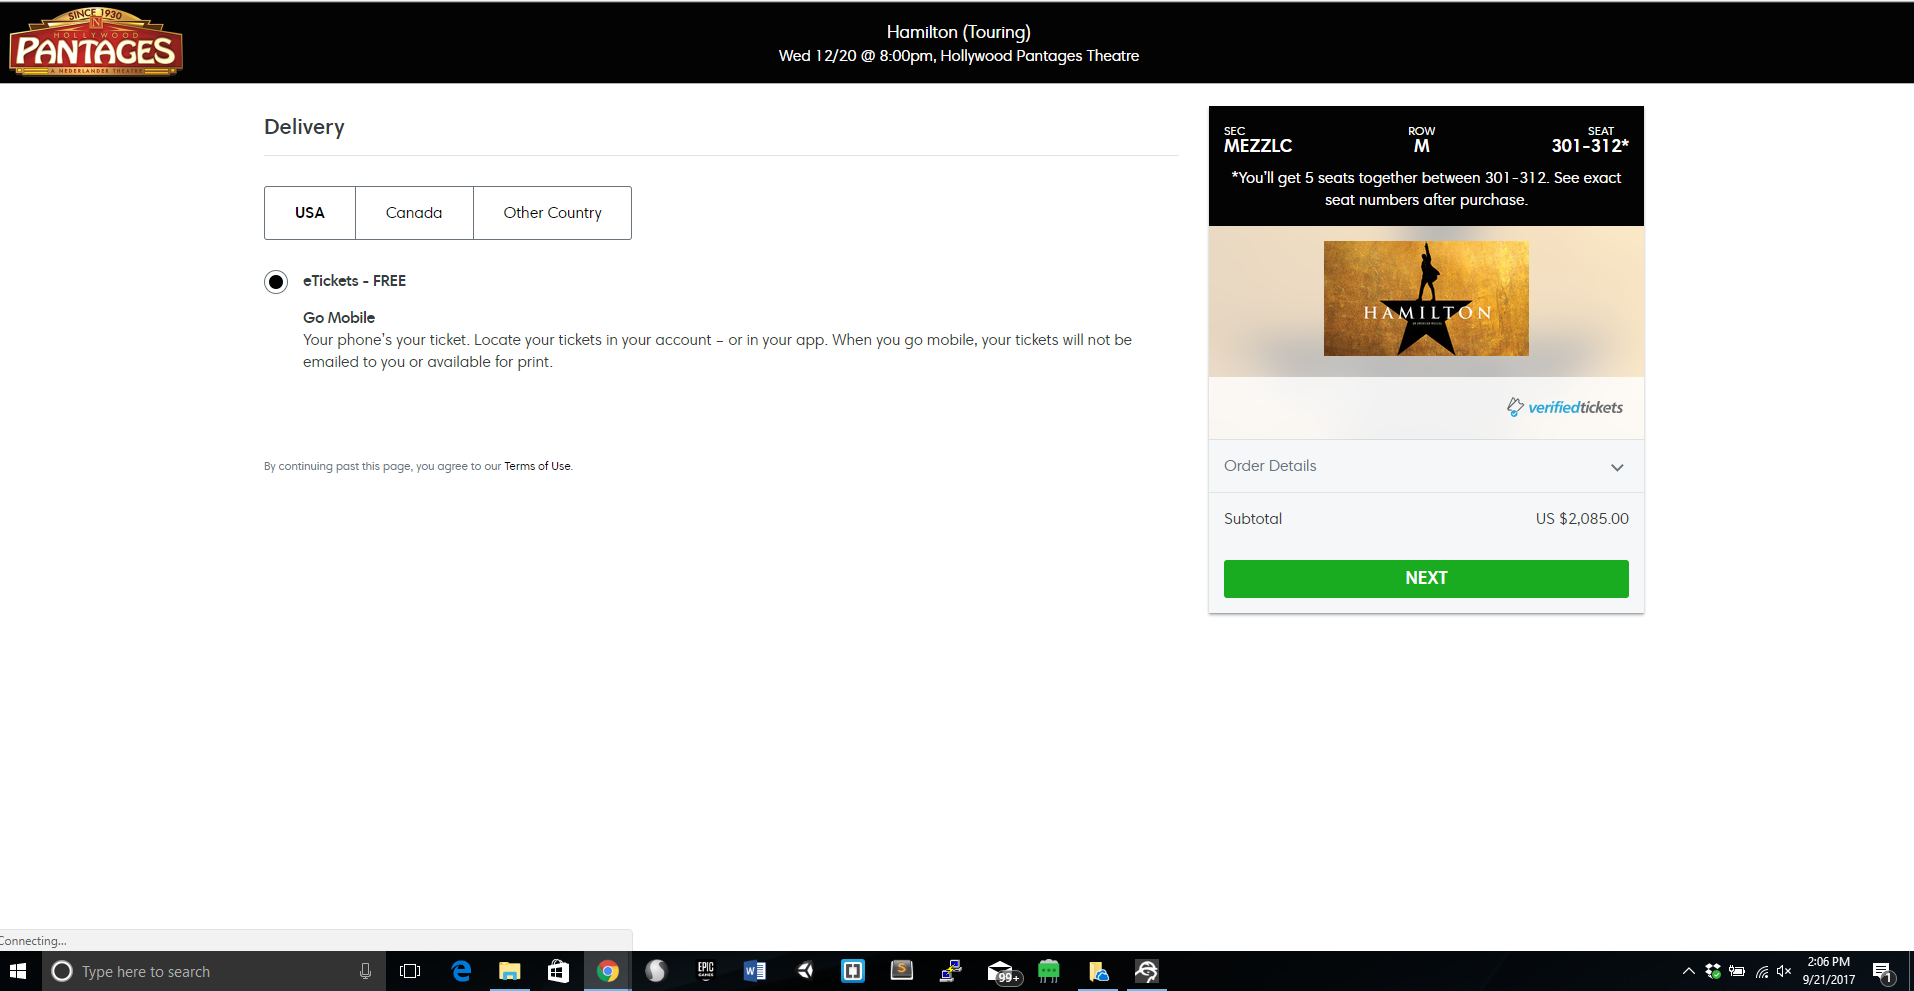 SINCE 1930
HOLLYWOOD
PANTAGES
A NEDERLANDER THEATRE
Hamilton (Touring)
Wed 12/20 @ 8:00pm, Hollywood Pantages Theatre
Delivery
USA
Canada
Other Country
eTickets - FREE
Go Mobile
Your phone's your ticket. Locate your tickets in your account – or in your app. When you go mobile, your tickets will not be
emailed to you or available for print.
By continuing past this page, you agree to our Terms of Use.
SEC ROW SEAT
MEZZLC M 301-312*
*You'll get 5 seats together between 301-312. See exact
seat numbers after purchase.
HAMILTON
verifiedtickets
Order Details
Subtotal US $2,085.00
NEXT
Connecting...
Type here to search
EPIC
GAMES
W
S
99+
2:06 PM
9/21/2017
1